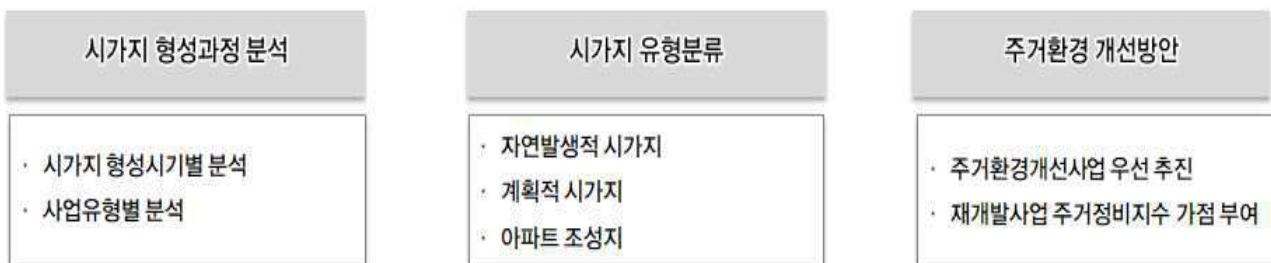 시가지 형성과정 분석
· 시가지 형성시기별 분석
· 사업유형별 분석
시가지 유형분류
· 자연발생적 시가지
· 계획적 시가지
· 아파트 조성지
주거환경 개선방안
· 주거환경개선사업 우선 추진
· 재개발사업 주거정비지수 가점 부여